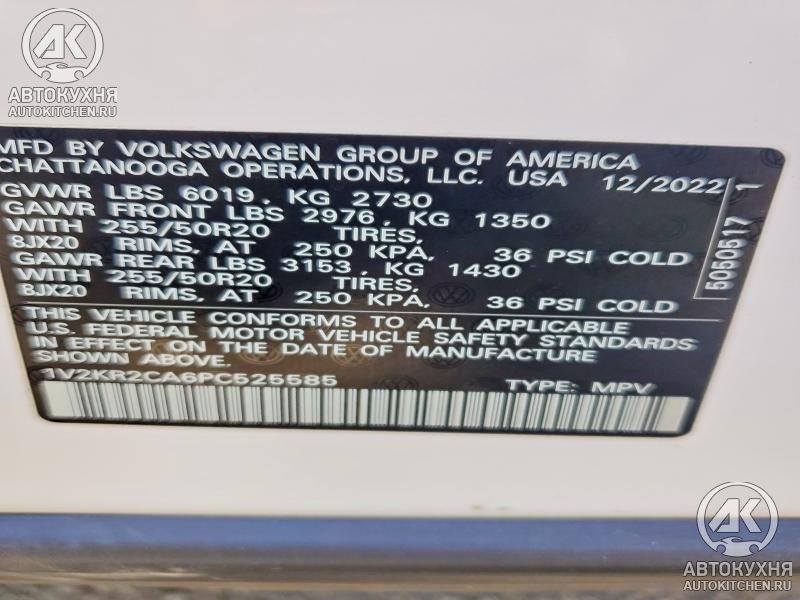 AK
АВТОКУХНЯ
AUTOKITCHEN.RU
MFD BY VOLKSWAGEN GROUP OF AMERICA
CHATTANOOGA OPERATIONS, LLC. USA 12/2022
GVWR LBS 6019, KG 2730
GAWR FRONT LBS 2976, KG 1350
WITH 255/50R20 TIRES,
8JX20 RIMS, AT 250 KPA, 36 PSI COLD
GAWR REAR LBS 3153, KG 1430
WITH 255/50R20 TIRES,
8JX20 RIMS, AT 250 KPA, 36 PSI COLD
THIS VEHICLE CONFORMS TO ALL APPLICABLE
U.S. FEDERAL MOTOR VEHICLE SAFETY STANDARDS
IN EFFECT ON THE DATE OF MANUFACTURE
SHOWN ABOVE.
1V2KR2CA6PC525585 TYPE: MPV
5050517 1
AK
АВТОКУХНЯ
AUTOKITCHEN.RU